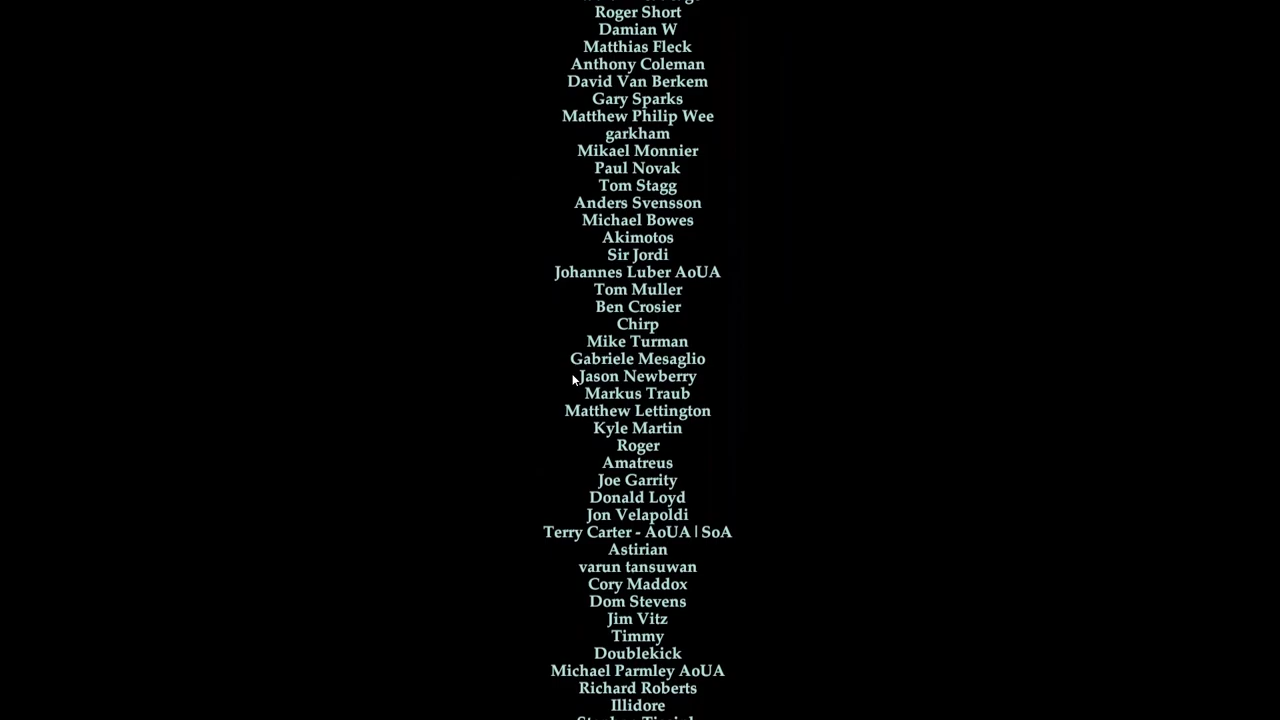 Roger Short
Damian W
Matthias Fleck
Anthony Coleman
David Van Berkem
Gary Sparks
Matthew Philip Wee
garkham
Mikael Monnier
Paul Novak
Tom Stagg
Anders Svensson
Michael Bowes
Akimotos
Sir Jordi
Johannes Luber AoUA
Tom Muller
Ben Crosier
Chirp
Mike Turman
Gabriele Mesaglio
Jason Newberry
Markus Traub
Matthew Lettington
Kyle Martin
Roger
Amatreus
Joe Garrity
Donald Loyd
Jon Velapoldi
Terry Carter - AoUA | SoA
Astirian
varun tansuwan
Cory Maddox
Dom Stevens
Jim Vitz
Timmy
Doublekick
Michael Parmley AoUA
Richard Roberts
Illidore